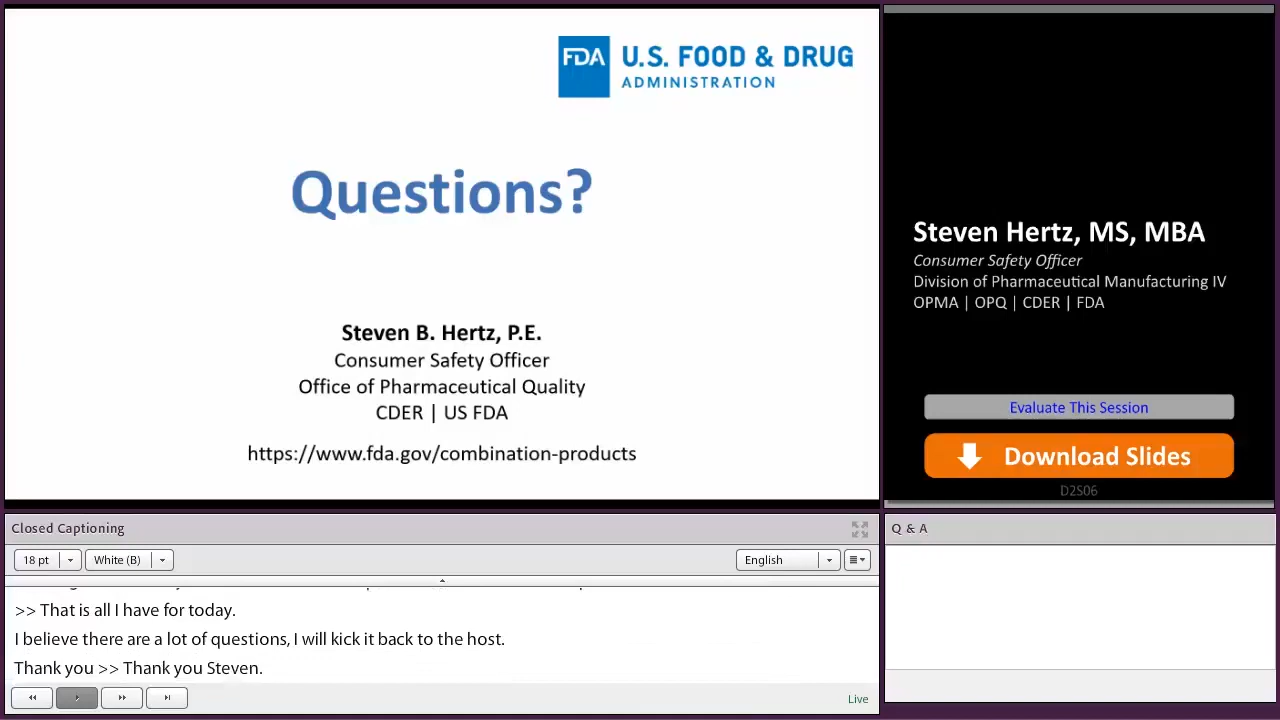 FDA U.S. FOOD & DRUG
ADMINISTRATION
Questions?
Steven B. Hertz, P.E.
Consumer Safety Officer
Office of Pharmaceutical Quality
CDER | US FDA
https://www.fda.gov/combination-products
Steven Hertz, MS, MBA
Consumer Safety Officer
Division of Pharmaceutical Manufacturing IV
OPMA | OPQ | CDER | FDA
Evaluate This Session
Download Slides
D2S06
Closed Captioning
18 pt
White (B)
English
>> That is all I have for today.
I believe there are a lot of questions, I will kick it back to the host.
Thank you >> Thank you Steven.
Live
Q & A